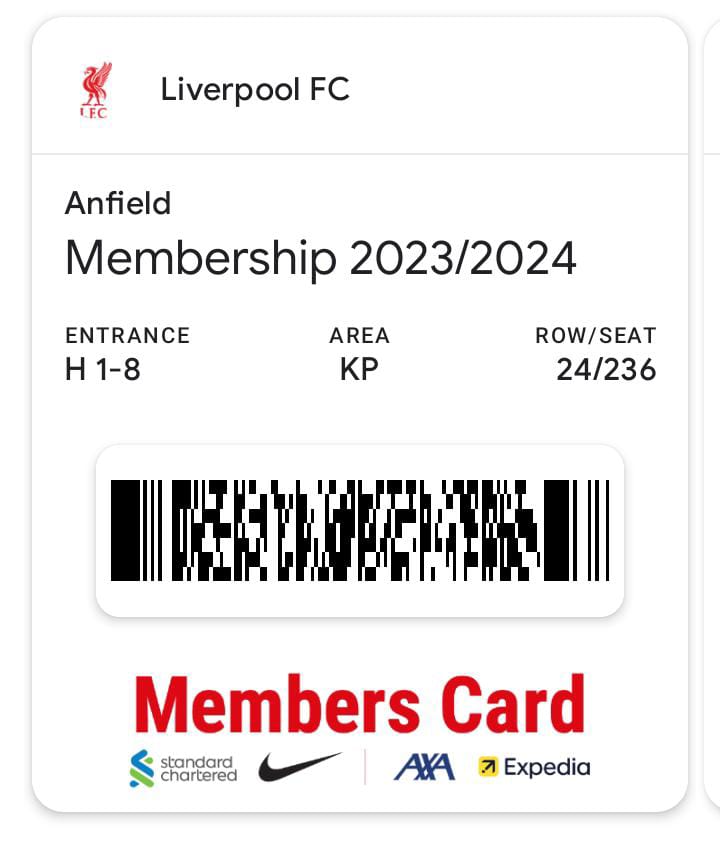 L.F.C
Liverpool FC
Anfield
Membership 2023/2024
ENTRANCE AREA ROW/SEAT
H 1-8 KP 24/236
Members Card
standard
chartered
AXA Expedia